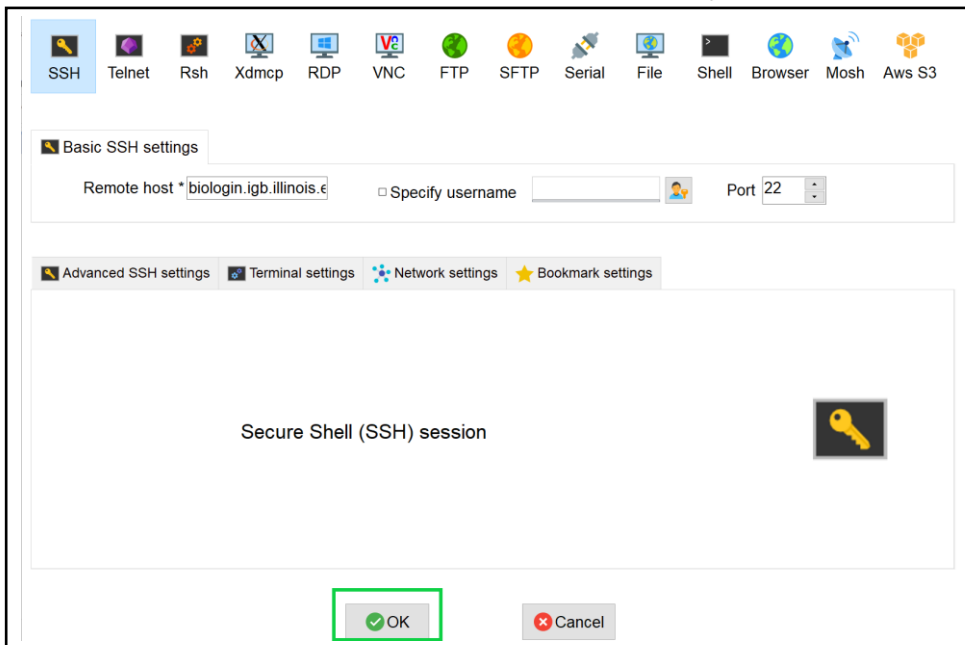 SSH Telnet Rsh Xdmcp RDP VNC FTP SFTP Serial File Shell Browser Mosh Aws S3
Basic SSH settings
Remote host * biologin.igb.illinois.e Specify username Port 22
Advanced SSH settings Terminal settings Network settings Bookmark settings
Secure Shell (SSH) session
OK Cancel